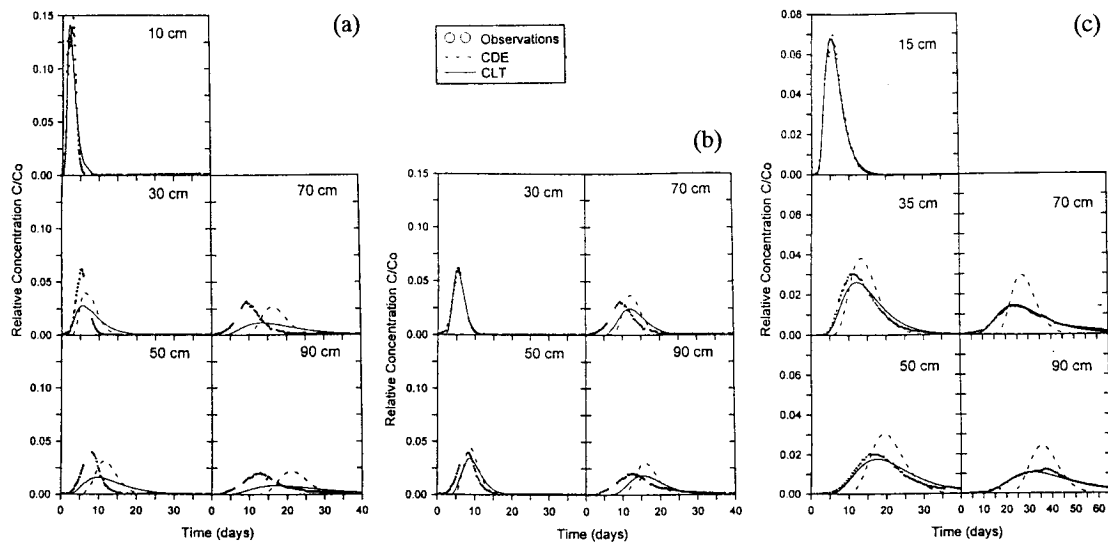 (a)
10 cm
0.15
0.10
0.05
0.00
30 cm
70 cm
0.10
0.05
0.00
50 cm
90 cm
0.10
0.05
0.00
0 10 20 30 0 10 20 30 40
Relative Concentration C/Co
Time (days)
Observations
CDE
CLT
(b)
0.15
30 cm
70 cm
0.10
0.05
0.00
50 cm
90 cm
0.10
0.05
0.00
0 10 20 30 0 10 20 30 40
Relative Concentration C/Co
Time (days)
(c)
15 cm
0.08
0.06
0.04
0.02
0.00
35 cm
70 cm
0.06
0.04
0.02
0.00
50 cm
90 cm
0.06
0.04
0.02
0.00
0 10 20 30 0 10 20 30 40 50 60
Relative Concentration C/Co
Time (days)